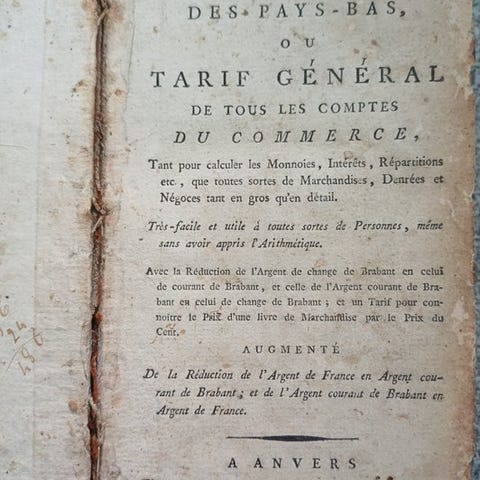 DES PAYS-BAS,
OU
TARIF GÉNÉRAL
DE TOUS LES COMPTES
DU COMMERCE,
Tant pour calculer les Monnoies, Intérêts, Répartitions
etc., que toutes sortes de Marchandises, Denrées et
Négoces tant en gros qu'en détail.
Très-facile et utile à toutes sortes de Personnes, même
sans avoir appris l'Arithmétique.
Avec la Réduction de l'Argent de change de Brabant en celui
de courant de Brabant, et celle de l'Argent courant de Bra-
bant en celui de change de Brabant; et un Tarif pour con-
noître le Prix d'une livre de Marchandise par le Prix du
Cent.
AUGMENTÉ
De la Réduction de l'Argent de France en Argent cou-
rant de Brabant; et de l'Argent courant de Brabant en
Argent de France.
A ANVERS